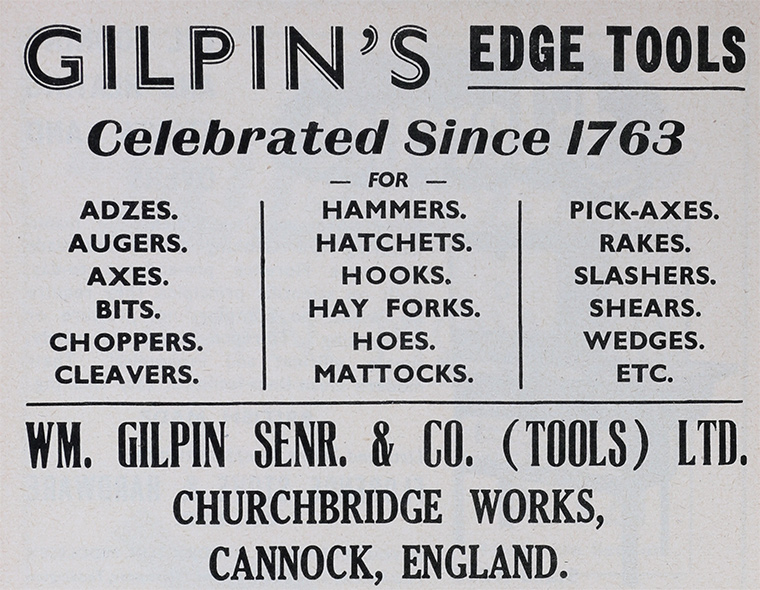 GILPIN'S EDGE TOOLS
Celebrated Since 1763
— FOR —
ADZES.
AUGERS.
AXES.
BITS.
CHOPPERS.
CLEAVERS.
HAMMERS.
HATCHETS.
HOOKS.
HAY FORKS.
HOES.
MATTOCKS.
PICK-AXES.
RAKES.
SLASHERS.
SHEARS.
WEDGES.
ETC.
WM. GILPIN SENR. & CO. (TOOLS) LTD.
CHURCHBRIDGE WORKS,
CANNOCK, ENGLAND.